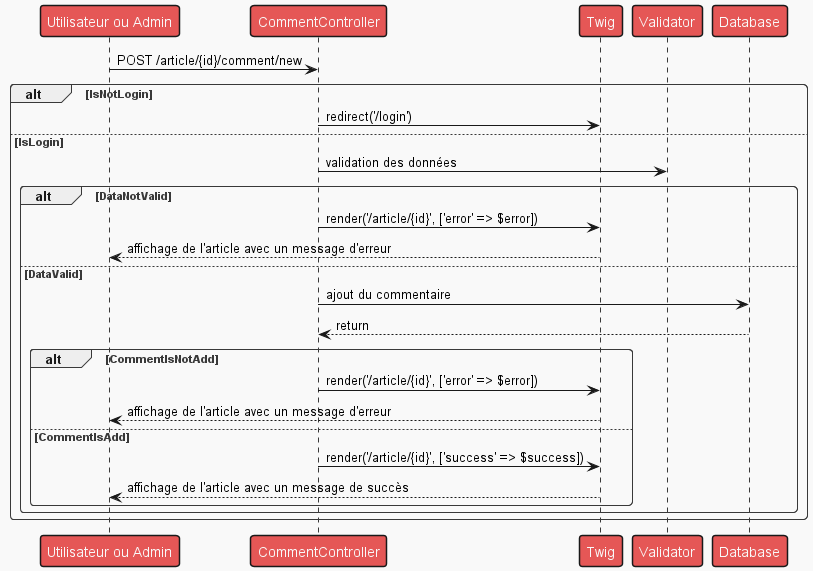 Utilisateur ou Admin CommentController Twig Validator Database
POST /article/{id}/comment/new
alt [IsNotLogin]
redirect('/login')
[IsLogin]
validation des données
alt [DataNotValid]
render('/article/{id}', ['error' => $error])
affichage de l'article avec un message d'erreur
[DataValid]
ajout du commentaire
return
alt [CommentIsNotAdd]
render('/article/{id}', ['error' => $error])
affichage de l'article avec un message d'erreur
[CommentIsAdd]
render('/article/{id}', ['success' => $success])
affichage de l'article avec un message de succès
Utilisateur ou Admin CommentController Twig Validator Database